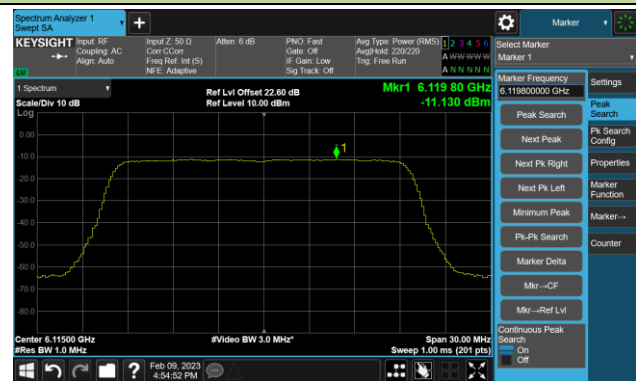 Spectrum Analyzer 1
Swept SA
+
Marker
KEYSIGHT
Input: RF
Coupling: AC
Align: Auto
Input Z: 50 Ω
Corr CCorr
Freq Ref: Int (S)
NFE: Adaptive
Atten: 6 dB
PNO: Fast
Gate: Off
IF Gain: Low
Sig Track: Off
Avg Type: Power (RMS)
Avg|Hold: 220/220
Trig: Free Run
1 2 3 4 5 6
A W W W W W
A N N N N N
LXI
Select Marker
Marker 1
1 Spectrum
Scale/Div 10 dB
Log
Ref Lvl Offset 22.60 dB
Ref Level 10.00 dBm
Mkr1 6.119 80 GHz
-11.130 dBm
0.00
-10.0
-20.0
-30.0
-40.0
-50.0
-60.0
-70.0
-80.0
1
Center 6.11500 GHz
#Res BW 1.0 MHz
#Video BW 3.0 MHz*
Span 30.00 MHz
Sweep 1.00 ms (201 pts)
Marker Frequency
6.119800000 GHz
Peak Search
Next Peak
Next Pk Right
Next Pk Left
Minimum Peak
Pk-Pk Search
Marker Delta
Mkr→CF
Mkr→Ref Lvl
Continuous Peak
Search
On
Off
Settings
Peak
Search
Pk Search
Config
Properties
Marker
Function
Marker→
Counter
?
Feb 09, 2023
4:54:52 PM